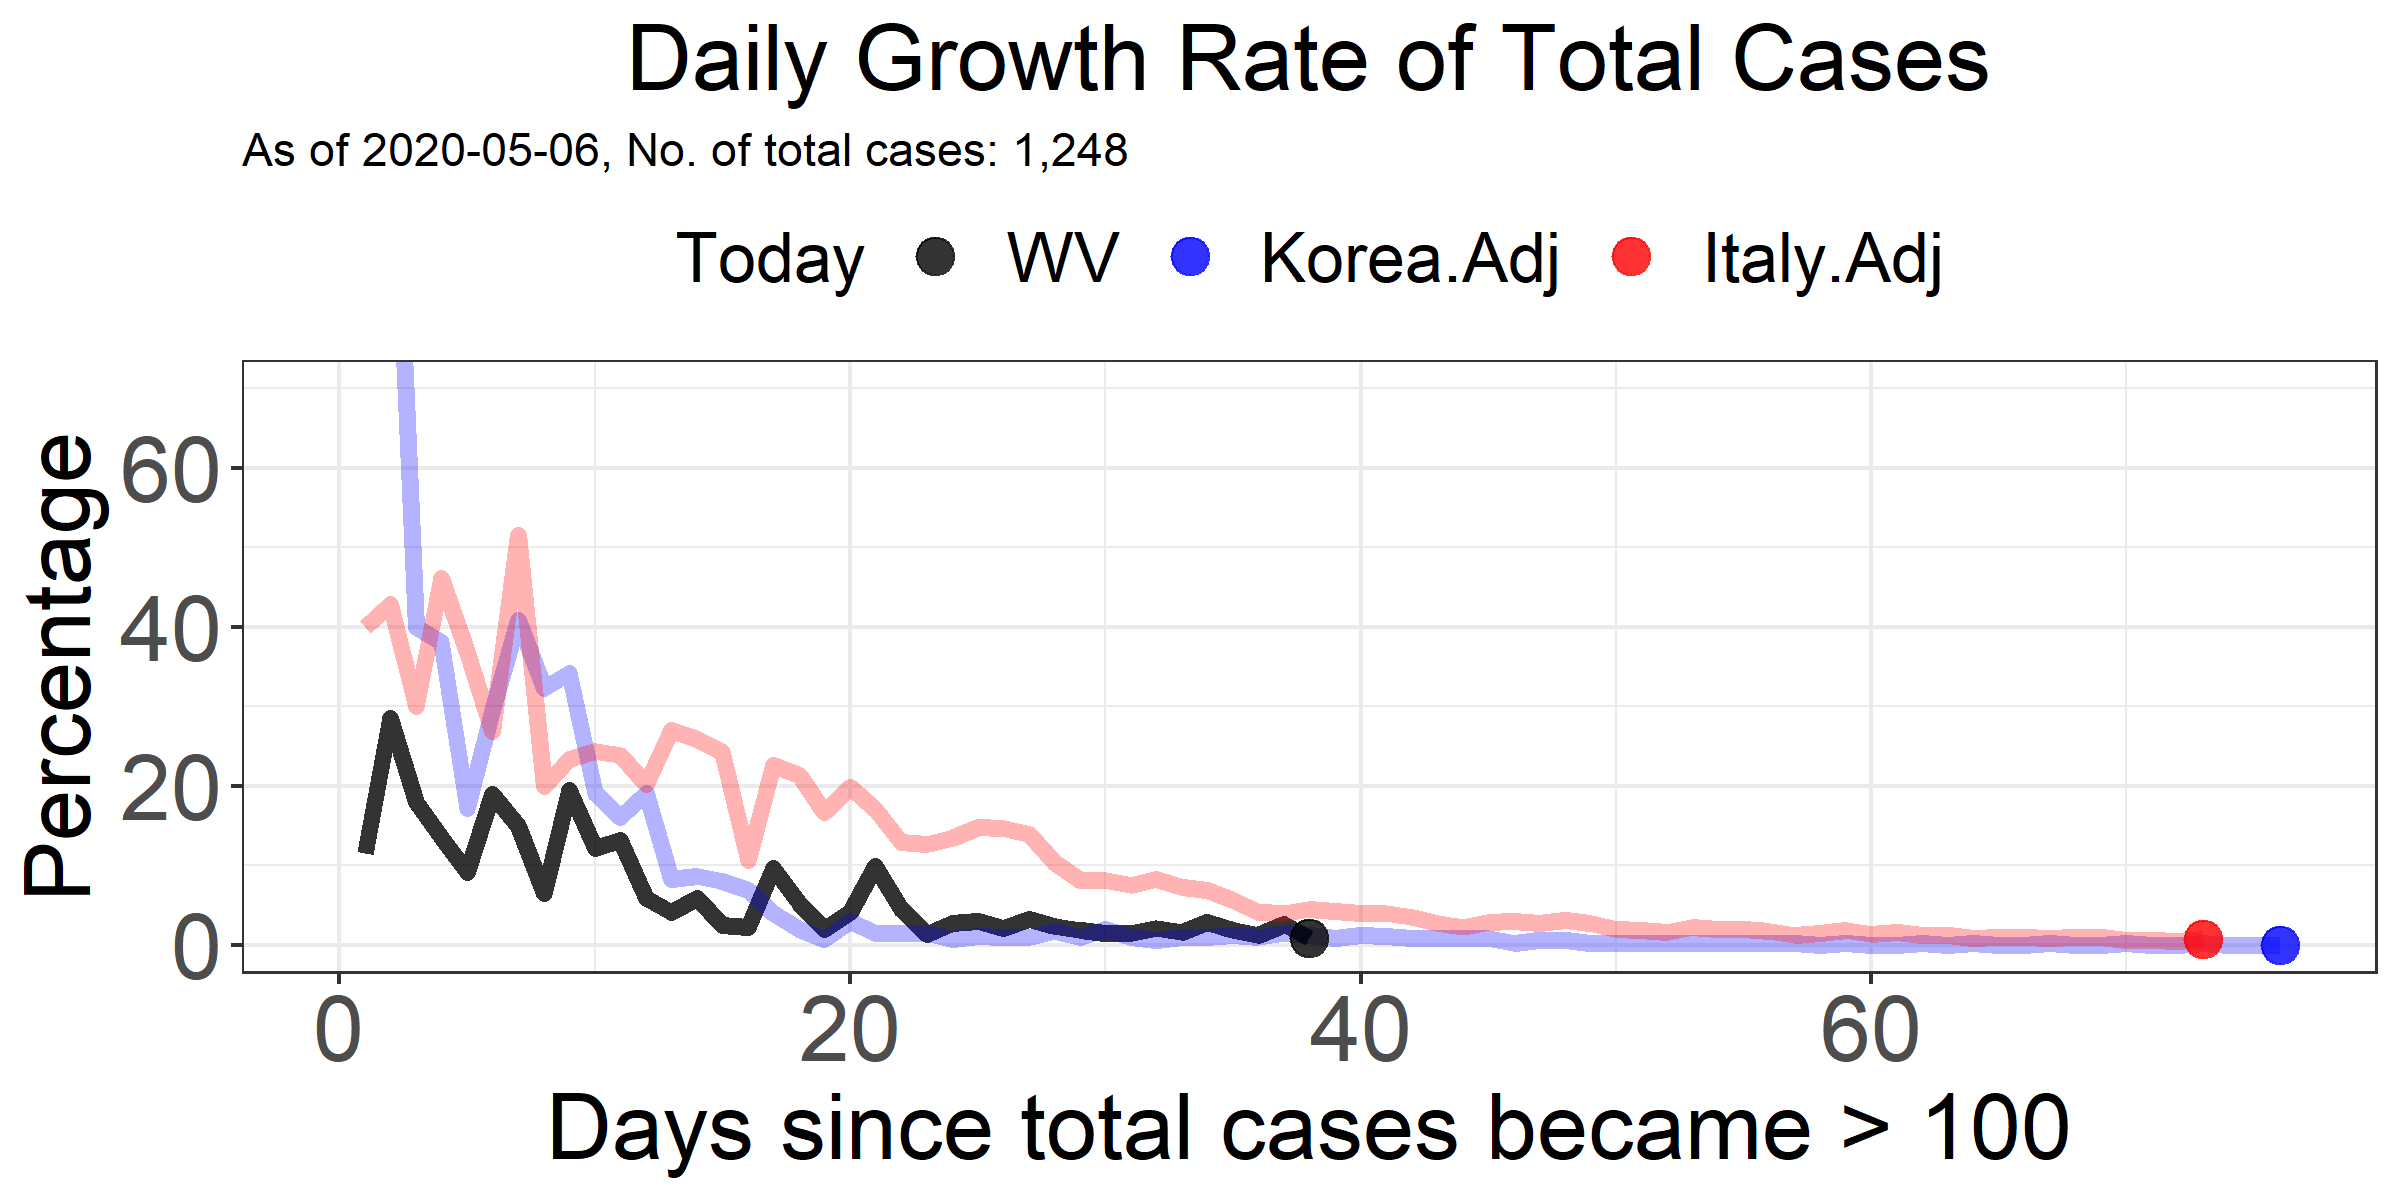 Daily Growth Rate of Total Cases
As of 2020-05-06, No. of total cases: 1,248
Today WV Korea.Adj Italy.Adj
Percentage
60
40
20
0
0 20 40 60
Days since total cases became > 100